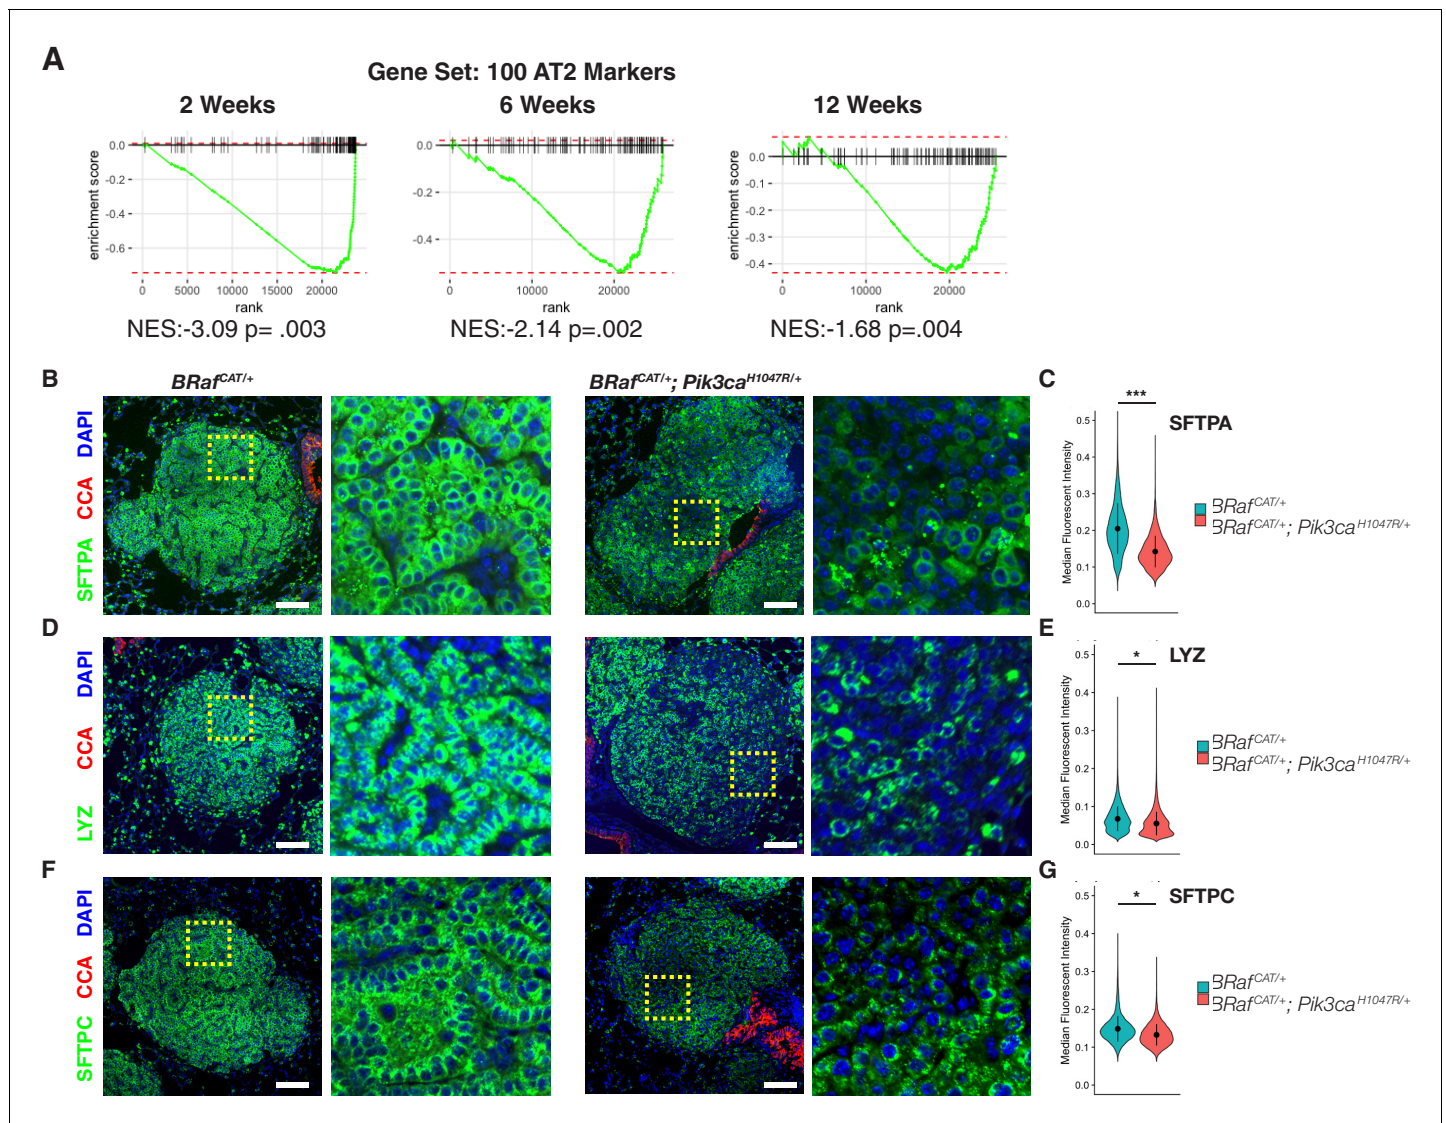 A
Gene Set: 100 AT2 Markers
2 Weeks
6 Weeks
12 Weeks
enrichment score
0.0
-0.2
-0.4
-0.6
0
5000
10000
15000
20000
rank
NES:-3.09 p= .003
0.0
-0.2
-0.4
0
10000
20000
rank
NES:-2.14 p=.002
enrichment score
0.0
-0.1
-0.2
-0.3
-0.4
0
10000
20000
rank
NES:-1.68 p=.004
B
BRaf^CAT/+
BRaf^CAT/+; Pik3ca^H1047R/+
SFTPA CCA DAPI
C
***
SFTPA
Median Fluorescent Intensity
0.5
0.4
0.3
0.2
0.1
0.0
BRaf^CAT/+
BRaf^CAT/+; Pik3ca^H1047R/+
D
LYZ CCA DAPI
E
*
LYZ
Median Fluorescent Intensity
0.5
0.4
0.3
0.2
0.1
0.0
BRaf^CAT/+
BRaf^CAT/+; Pik3ca^H1047R/+
F
SFTPC CCA DAPI
G
*
SFTPC
Median Fluorescent Intensity
0.5
0.4
0.3
0.2
0.1
0.0
BRaf^CAT/+
BRaf^CAT/+; Pik3ca^H1047R/+